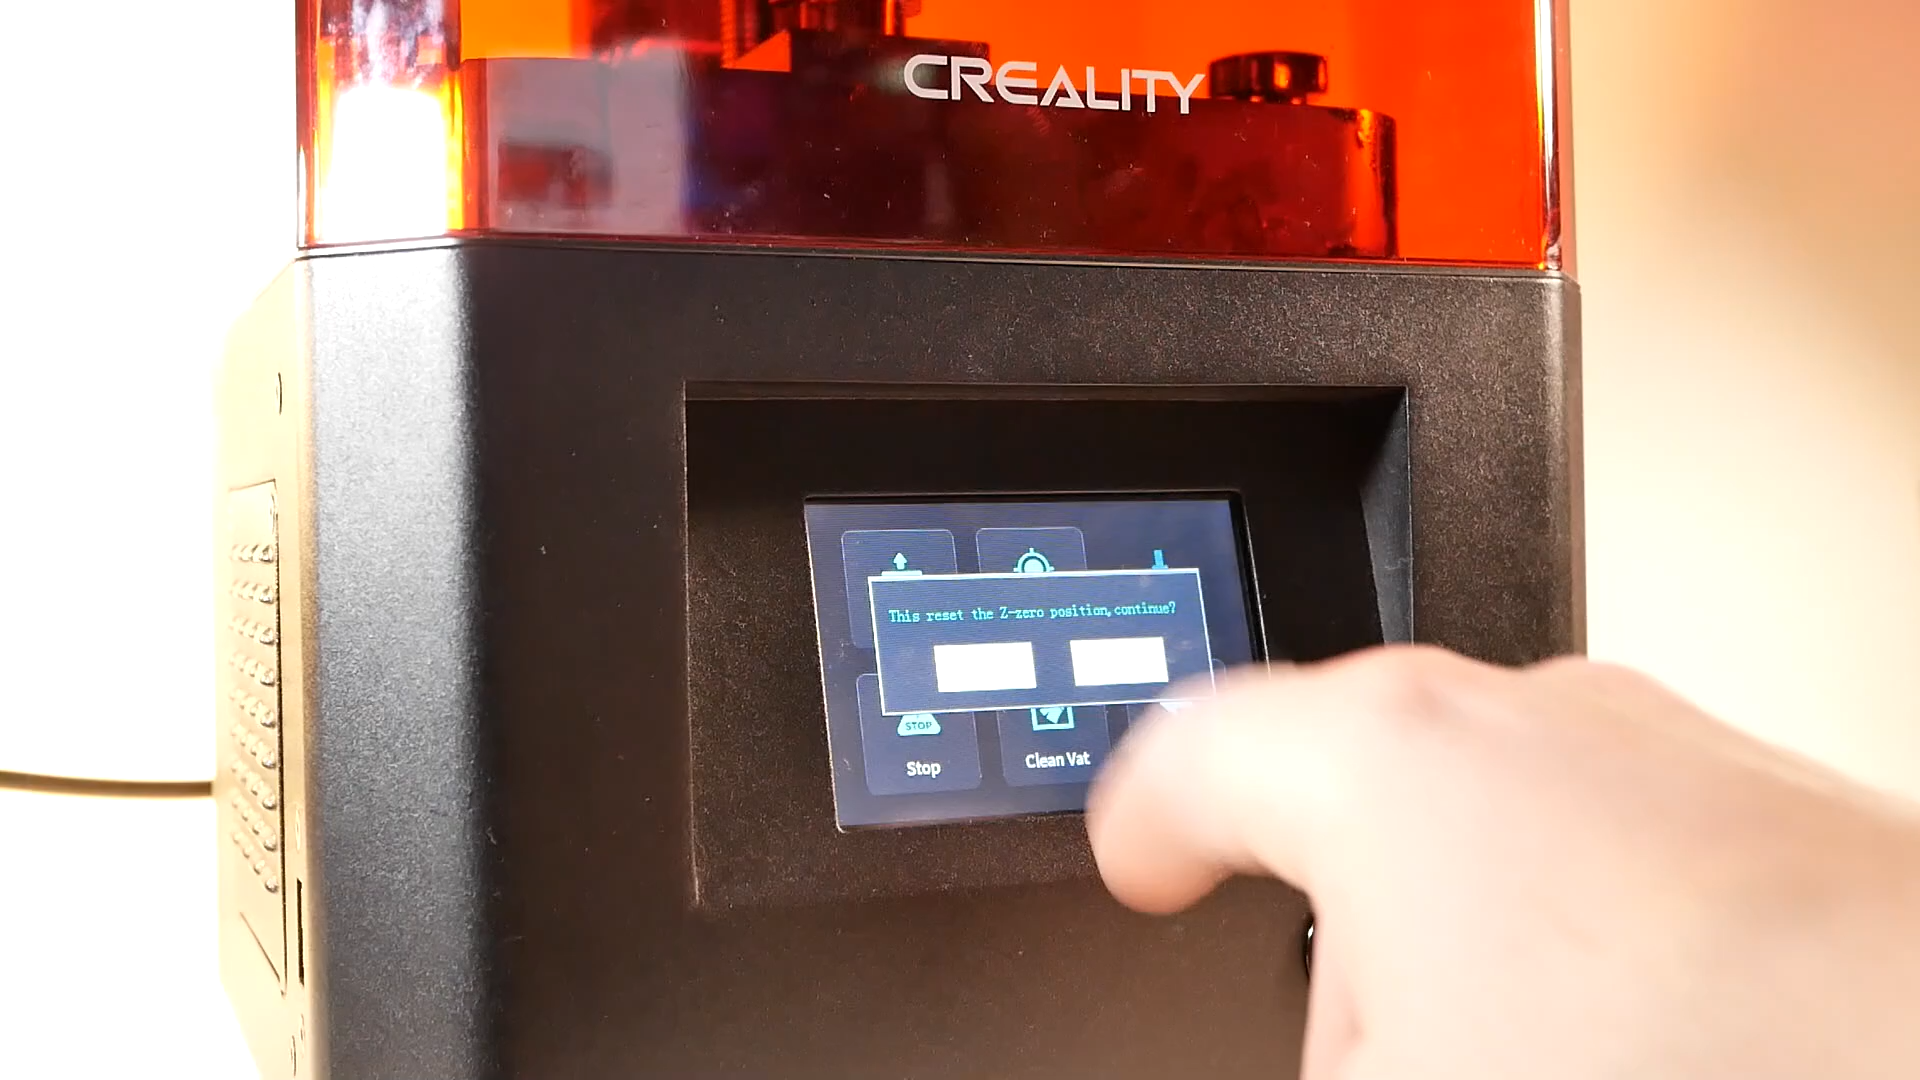 CREALITY
This reset the Z-zero position,continue?
STOP
Stop
Clean Vat